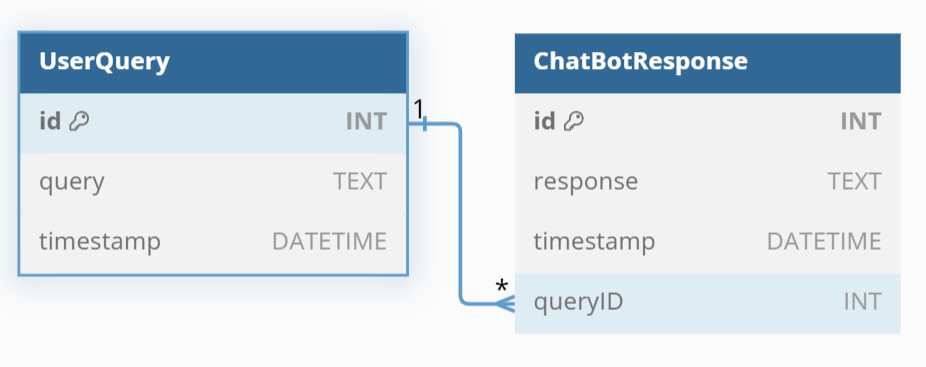 UserQuery
id INT
query TEXT
timestamp DATETIME
1
*
ChatBotResponse
id INT
response TEXT
timestamp DATETIME
queryID INT